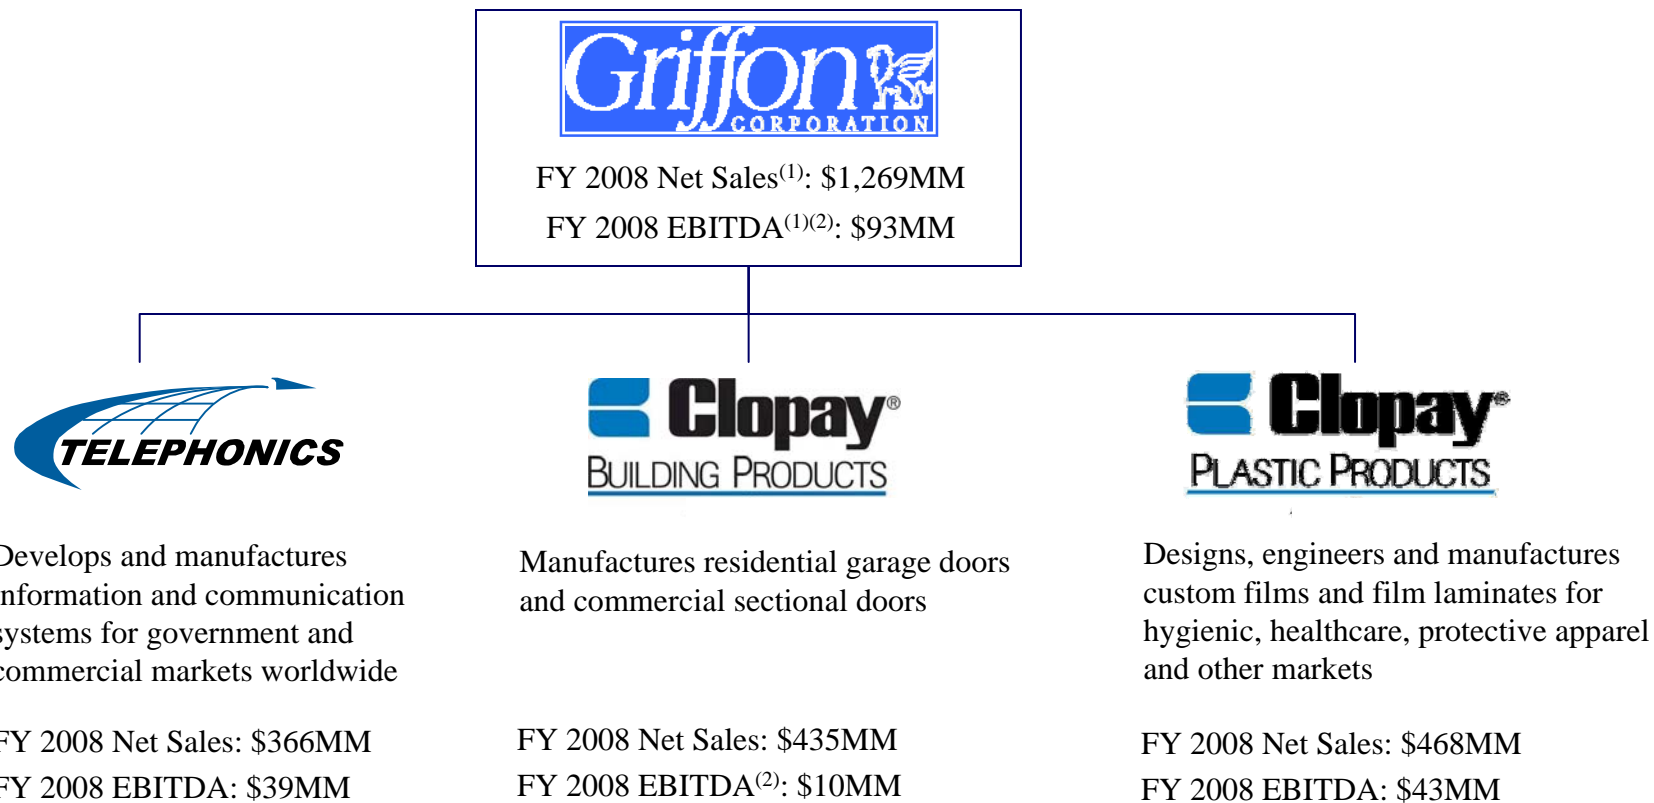 Griffon
CORPORATION
FY 2008 Net Sales(1): $1,269MM
FY 2008 EBITDA(1)(2): $93MM
TELEPHONICS
Develops and manufactures
information and communication
systems for government and
commercial markets worldwide
FY 2008 Net Sales: $366MM
FY 2008 EBITDA: $39MM
Clopay®
BUILDING PRODUCTS
Manufactures residential garage doors
and commercial sectional doors
FY 2008 Net Sales: $435MM
FY 2008 EBITDA(2): $10MM
Clopay®
PLASTIC PRODUCTS
Designs, engineers and manufactures
custom films and film laminates for
hygienic, healthcare, protective apparel
and other markets
FY 2008 Net Sales: $468MM
FY 2008 EBITDA: $43MM